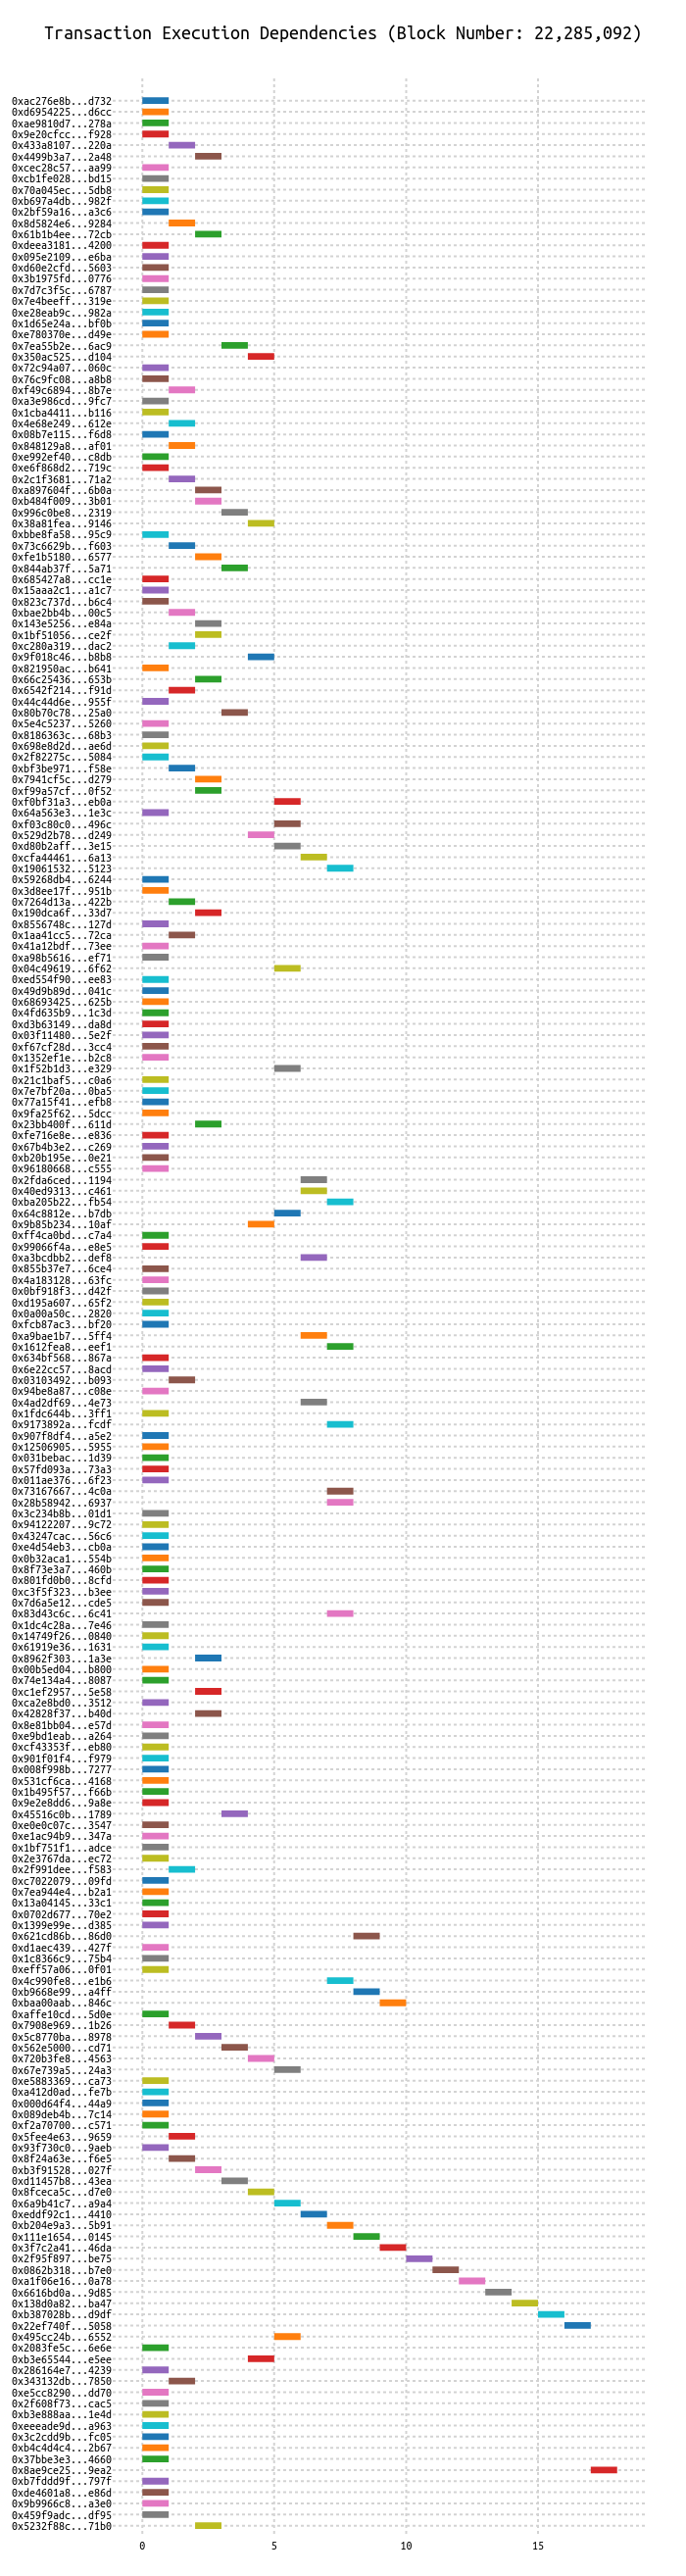 Transaction Execution Dependencies (Block Number: 22,285,092)
0xac276e8b...d732
0xd6954225...d6cc
0xae9810d7...278a
0x9e20cfcc...f928
0x433a8107...220a
0x4499b3a7...2a48
0xcec28c57...aa99
0xcb1fe028...bd15
0x70a045ec...5db8
0xb697a4db...982f
0x2bf59a16...a3c6
0x8d5824e6...9284
0x61b1b4ee...72cb
0xdeea3181...4200
0x095e2109...e6ba
0xd60e2cfd...5603
0x3b1975fd...0776
0x7d7c3f5c...6787
0x7e4beeff...319e
0xe28eab9c...982a
0x1d65e24a...bf0b
0xe780370e...d49e
0x7ea55b2e...6ac9
0x350ac525...d104
0x72c94a07...060c
0x76c9fc08...a8b8
0xf49c6894...8b7e
0xa3e986cd...9fc7
0x1cba4411...b116
0x4e68e249...612e
0x08b7e115...f6d8
0x848129a8...af01
0xe992ef40...c8db
0xe6f868d2...719c
0x2c1f3681...71a2
0xa897604f...6b0a
0xb484f009...3b01
0x996c0be8...2319
0x38a81fea...9146
0xbbe8fa58...95c9
0x73c6629b...f603
0xfe1b5180...6577
0x844ab37f...5a71
0x685427a8...cc1e
0x15aaa2c1...a1c7
0x823c737d...b6c4
0xbae2bb4b...00c5
0x143e5256...e84a
0x1bf51056...ce2f
0xc280a319...dac2
0x9f018c46...b8b8
0x821950ac...b641
0x66c25436...653b
0x6542f214...f91d
0x44c44d6e...955f
0x80b70c78...25a0
0x5e4c5237...5260
0x8186363c...68b3
0x698e8d2d...ae6d
0x2f82275c...5084
0xbf3be971...f58e
0x7941cf5c...d279
0xf99a57cf...0f52
0xf0bf31a3...eb0a
0x64a563e3...1e3c
0xf03c80c0...496c
0x529d2b78...d249
0xd80b2aff...3e15
0xcfa44461...6a13
0x19061532...5123
0x59268db4...6244
0x3d8ee17f...951b
0x7264d13a...422b
0x190dca6f...33d7
0x8556748c...127d
0x1aa41cc5...72ca
0x41a12bdf...73ee
0xa98b5616...ef71
0x04c49619...6f62
0xed554f90...ee83
0x49d9b89d...041c
0x68693425...625b
0x4fd635b9...1c3d
0xd3b63149...da8d
0x03f11480...5e2f
0xf67cf28d...3cc4
0x1352ef1e...b2c8
0x1f52b1d3...e329
0x21c1baf5...c0a6
0x7e7bf20a...0ba5
0x77a15f41...efb8
0x9fa25f62...5dcc
0x23bb400f...611d
0xfe716e8e...e836
0x67b4b3e2...c269
0xb20b195e...0e21
0x96180668...c555
0x2fda6ced...1194
0x40ed9313...c461
0xba205b22...fb54
0x64c8812e...b7db
0x9b85b234...10af
0xff4ca0bd...c7a4
0x99066f4a...e8e5
0xa3bcdbb2...def8
0x855b37e7...6ce4
0x4a183128...63fc
0x0bf918f3...d42f
0xd195a607...65f2
0x0a00a50c...2820
0xfcb87ac3...bf20
0xa9bae1b7...5ff4
0x1612fea8...eef1
0x634bf568...867a
0x6e22cc57...8acd
0x03103492...b093
0x94be8a87...c08e
0x4ad2df69...4e73
0x1fdc644b...3ff1
0x9173892a...fcdf
0x907f8df4...a5e2
0x12506905...5955
0x031bebac...1d39
0x57fd093a...73a3
0x011ae376...6f23
0x73167667...4c0a
0x28b58942...6937
0x3c234b8b...01d1
0x94122207...9c72
0x43247cac...56c6
0xe4d54eb3...cb0a
0x0b32aca1...554b
0x8f73e3a7...460b
0x801fd0b0...8cfd
0xc3f5f323...b3ee
0x7d6a5e12...cde5
0x83d43c6c...6c41
0x1dc4c28a...7e46
0x14749f26...0840
0x61919e36...1631
0x8962f303...1a3e
0x00b5ed04...b800
0x74e134a4...8087
0xc1ef2957...5e58
0xca2e8bd0...3512
0x42828f37...b40d
0x8e81bb04...e57d
0xe9bd1eab...a264
0xcf43353f...eb80
0x901f01f4...f979
0x008f998b...7277
0x531cf6ca...4168
0x1b495f57...f66b
0x9e2e8dd6...9a8e
0x45516c0b...1789
0xe0e0c07c...3547
0xe1ac94b9...347a
0x1bf751f1...adce
0x2e3767da...ec72
0x2f991dee...f583
0xc7022079...09fd
0x7ea944e4...b2a1
0x13a04145...33c1
0x0702d677...70e2
0x1399e99e...d385
0x621cd86b...86d0
0xd1aec439...427f
0x1c8366c9...75b4
0xeff57a06...0f01
0x4c990fe8...e1b6
0xb9668e99...a4ff
0xbaa00aab...846c
0xaffe10cd...5d0e
0x7908e969...1b26
0x5c8770ba...8978
0x562e5000...cd71
0x720b3fe8...4563
0x67e739a5...24a3
0xe5883369...ca73
0xa412d0ad...fe7b
0x000d64f4...44a9
0x089deb4b...7c14
0xf2a70700...c571
0x5fee4e63...9659
0x93f730c0...9aeb
0x8f24a63e...f6e5
0xb3f91528...027f
0xd11457b8...43ea
0x8fceca5c...d7e0
0x6a9b41c7...a9a4
0xeddf92c1...4410
0xb204e9a3...5b91
0x111e1654...0145
0x3f7c2a41...46da
0x2f95f897...be75
0x0862b318...b7e0
0xa1f06e16...0a78
0x6616bd0a...9d85
0x138d0a82...ba47
0xb387028b...d9df
0x22ef740f...5058
0x495cc24b...6552
0x2083fe5c...6e6e
0xb3e65544...e5ee
0x286164e7...4239
0x343132db...7850
0xe5cc8290...dd70
0x2f608f73...cac5
0xb3e888aa...1e4d
0xeeeade9d...a963
0x3c2cdd9b...fc05
0xb4c4d4c4...2b67
0x37bbe3e3...4660
0x8ae9ce25...9ea2
0xb7fddd9f...797f
0xde4601a8...e86d
0x9b9966c8...a3e0
0x459f9adc...df95
0x5232f88c...71b0
0 5 10 15